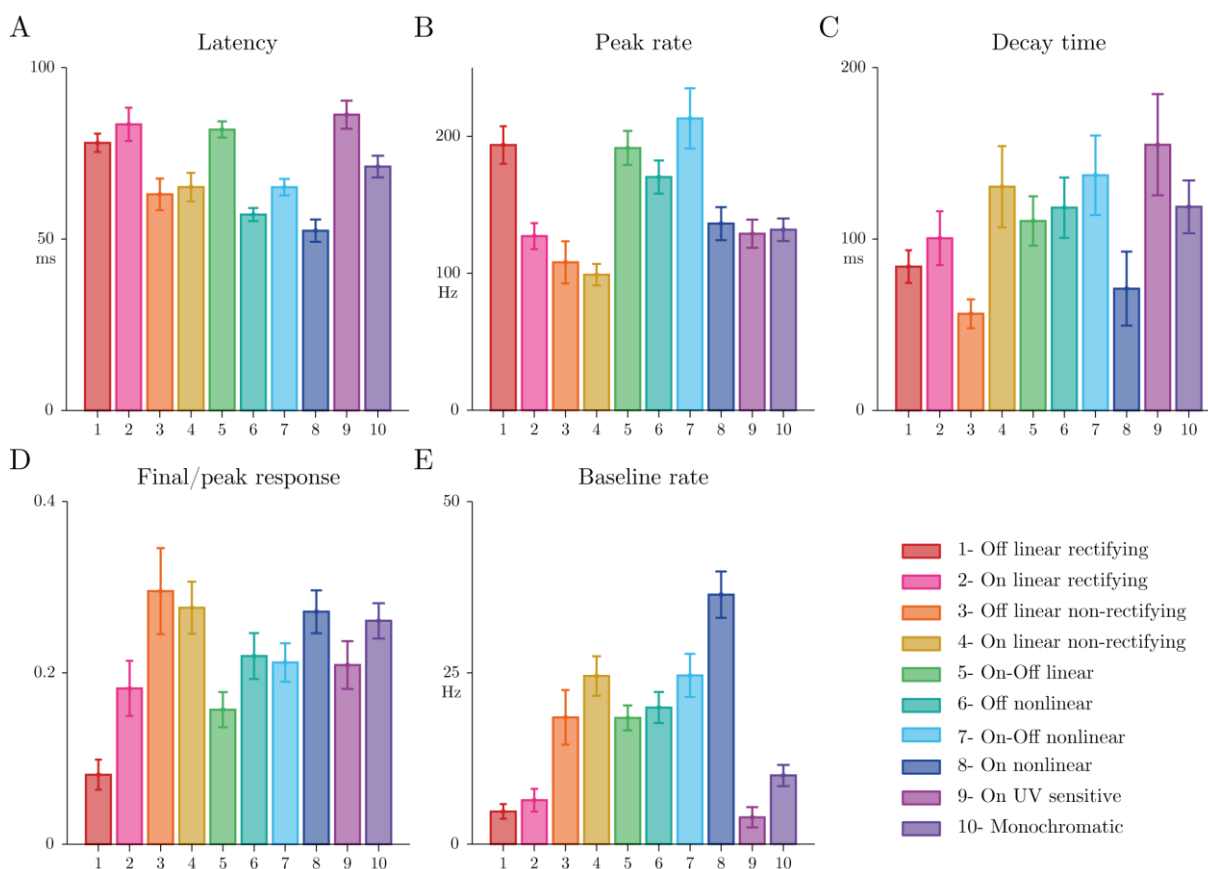 A
Latency
100
50
ms
0
1 2 3 4 5 6 7 8 9 10
B
Peak rate
200
100
Hz
0
1 2 3 4 5 6 7 8 9 10
C
Decay time
200
100
ms
0
1 2 3 4 5 6 7 8 9 10
D
Final/peak response
0.4
0.2
0
1 2 3 4 5 6 7 8 9 10
E
Baseline rate
50
25
Hz
0
1 2 3 4 5 6 7 8 9 10
1- Off linear rectifying
2- On linear rectifying
3- Off linear non-rectifying
4- On linear non-rectifying
5- On-Off linear
6- Off nonlinear
7- On-Off nonlinear
8- On nonlinear
9- On UV sensitive
10- Monochromatic